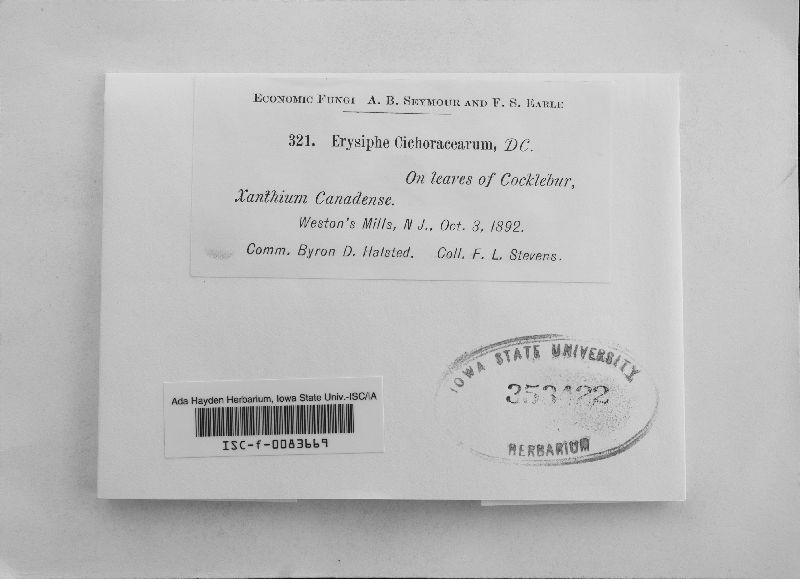 Economic Fungi A. B. Seymour and F. S. Earle
321. Erysiphe Cichoracearum, DC.
On leaves of Cocklebur,
Xanthium Canadense.
Weston's Mills, N J., Oct. 3, 1892.
Comm. Byron D. Halsted. Coll. F. L. Stevens.
IOWA STATE UNIVERSITY
353422
HERBARIUM
Ada Hayden Herbarium, Iowa State Univ.-ISC/IA
ISC-f-0083669